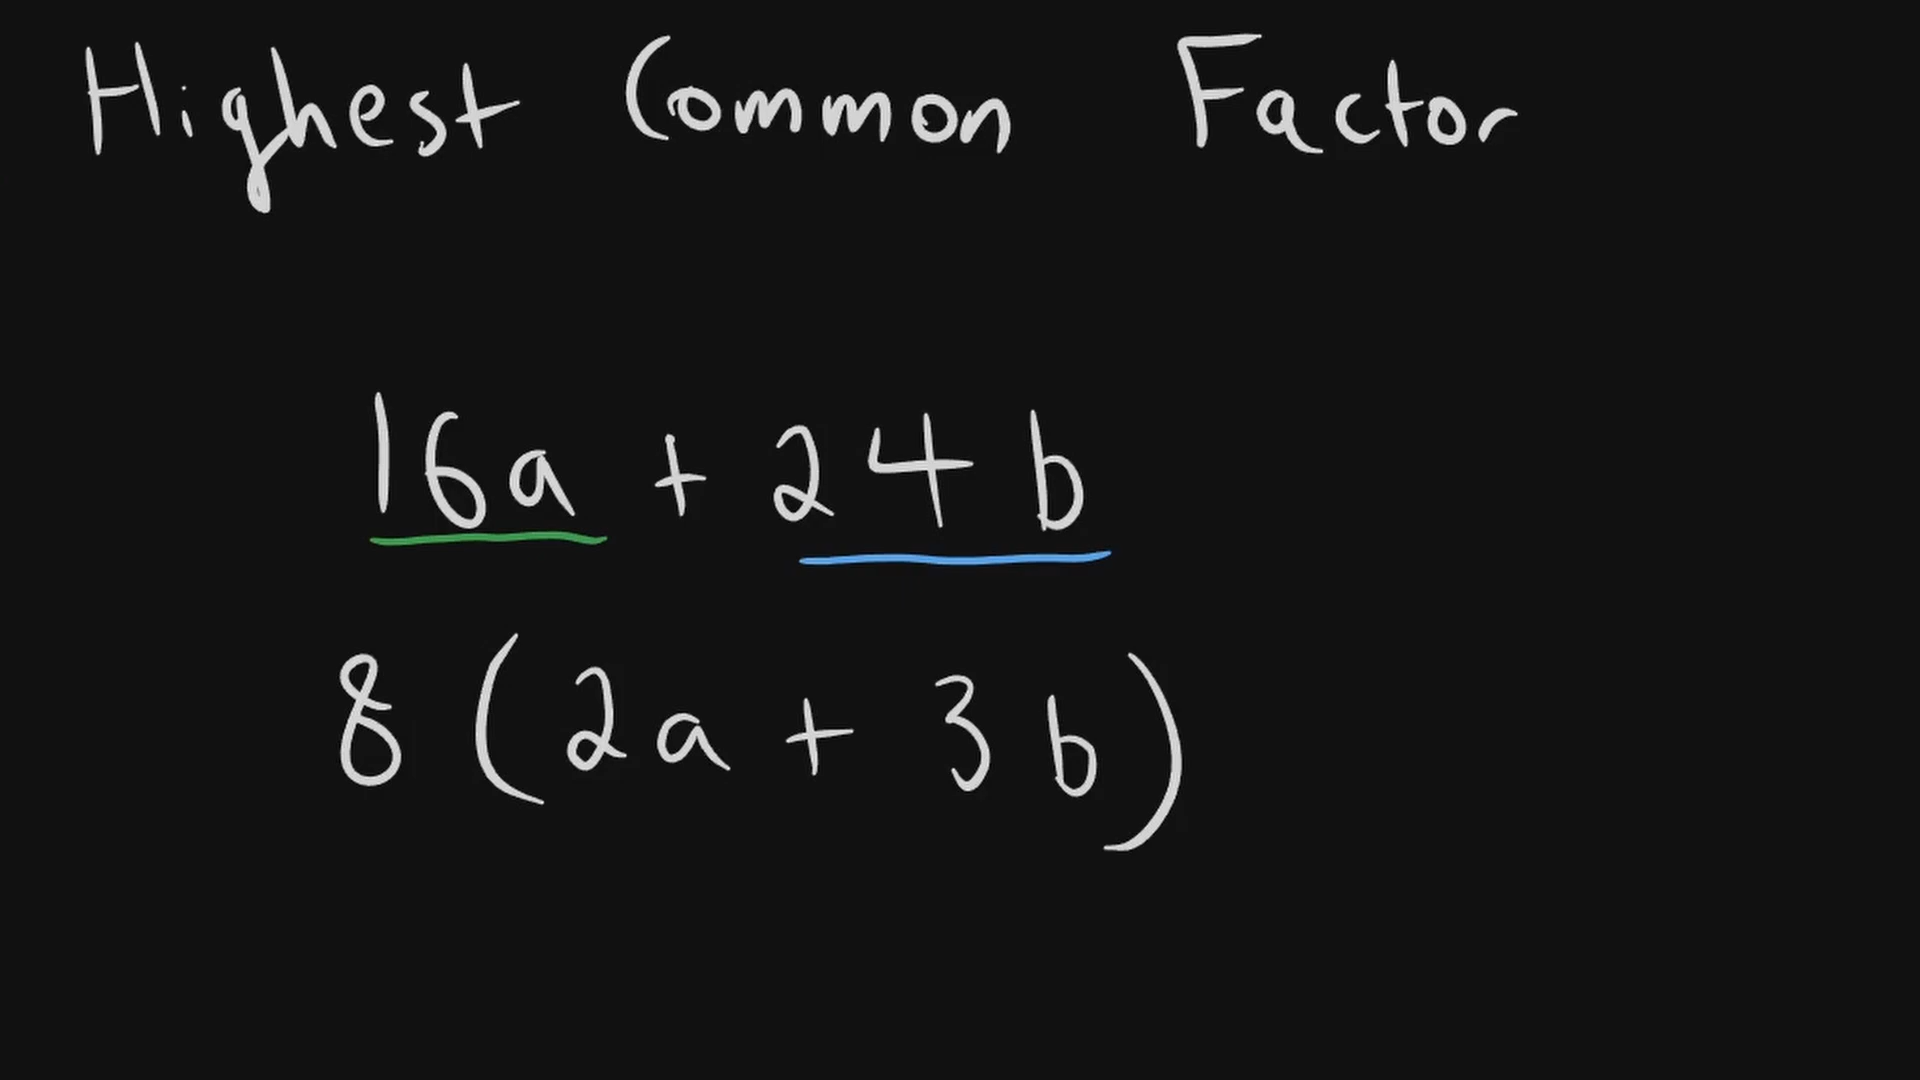 Highest Common Factor
16a + 24b
8 (2a + 3b)